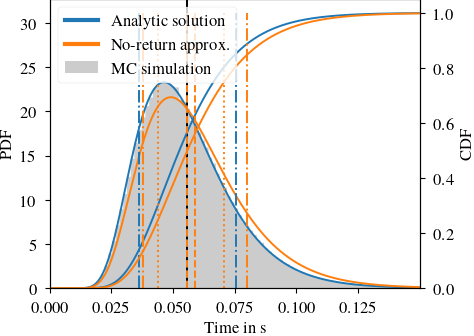 Analytic solution
No-return approx.
MC simulation
PDF
30
25
20
15
10
5
0
CDF
1.0
0.8
0.6
0.4
0.2
0.0
0.000 0.025 0.050 0.075 0.100 0.125
Time in s